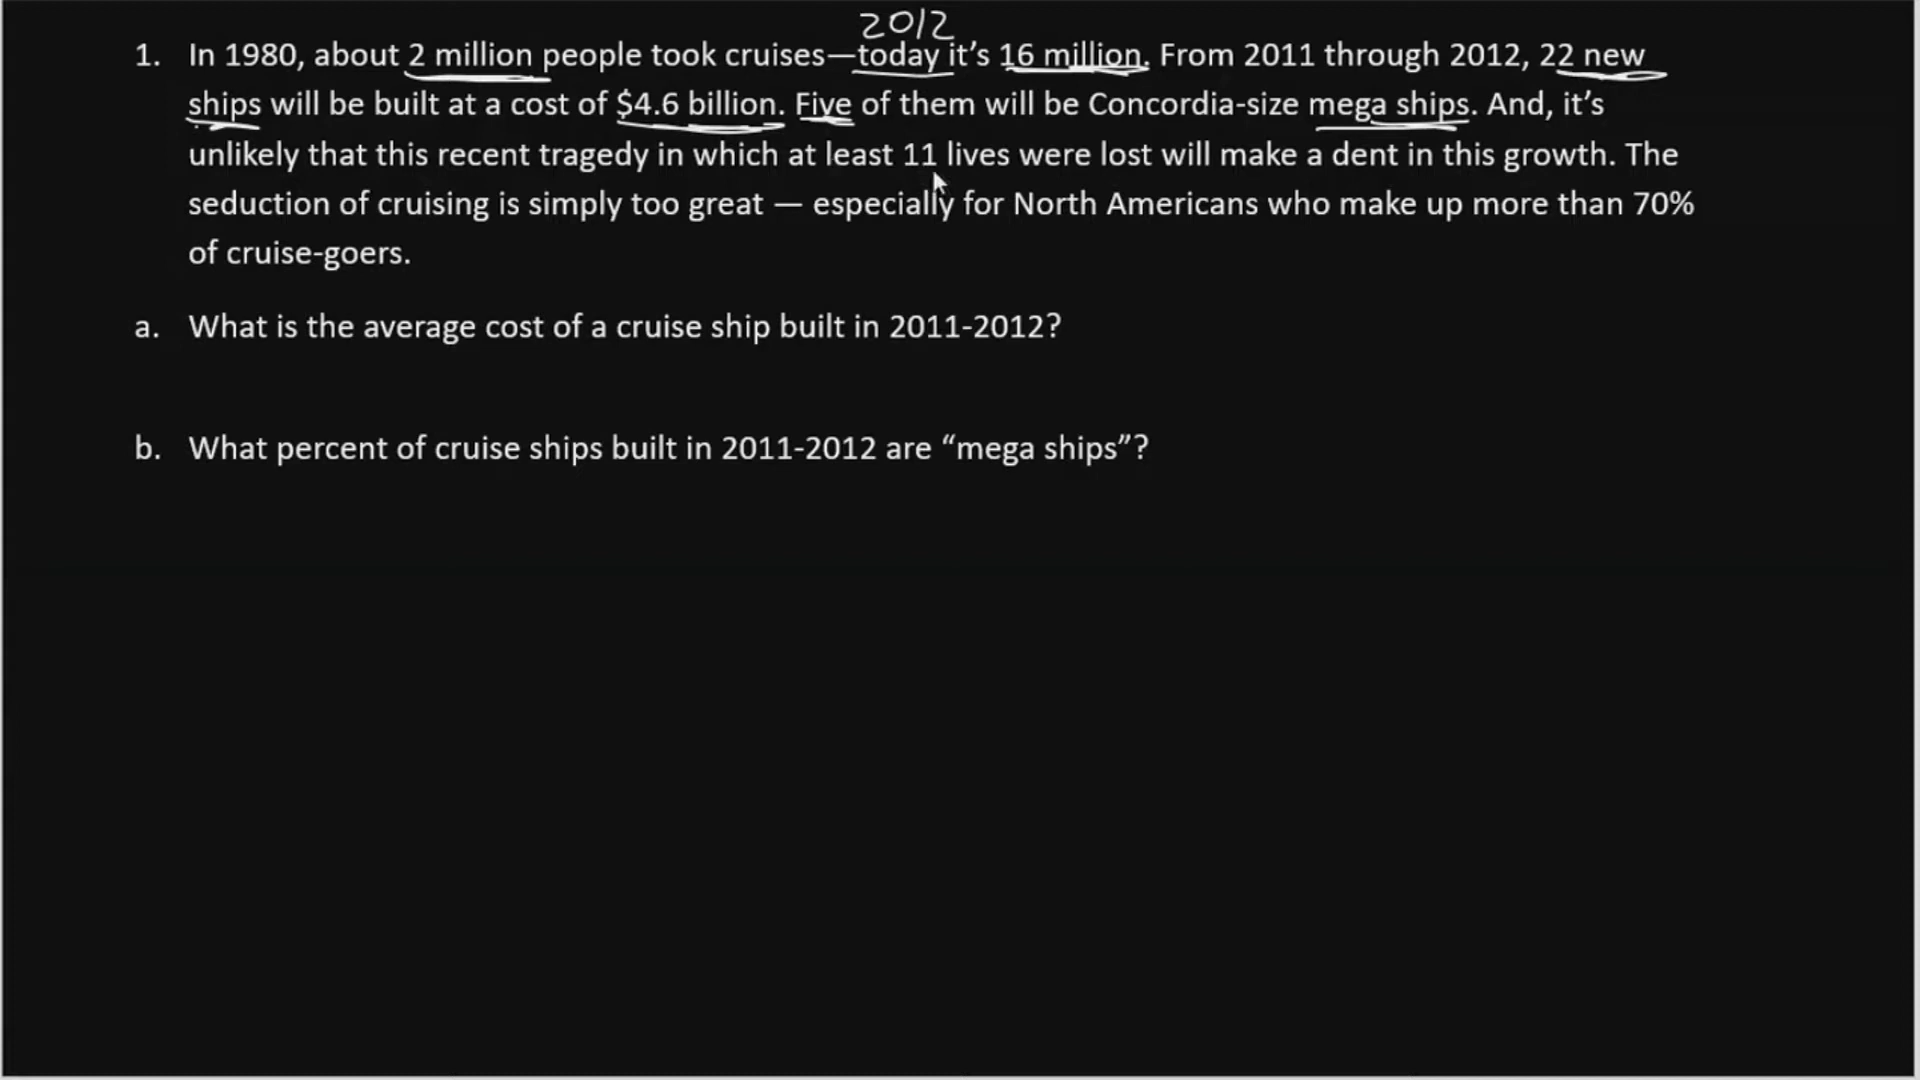 2012
1. In 1980, about 2 million people took cruises—today it’s 16 million. From 2011 through 2012, 22 new
ships will be built at a cost of $4.6 billion. Five of them will be Concordia-size mega ships. And, it’s
unlikely that this recent tragedy in which at least 11 lives were lost will make a dent in this growth. The
seduction of cruising is simply too great — especially for North Americans who make up more than 70%
of cruise-goers.
a. What is the average cost of a cruise ship built in 2011-2012?
b. What percent of cruise ships built in 2011-2012 are “mega ships”?